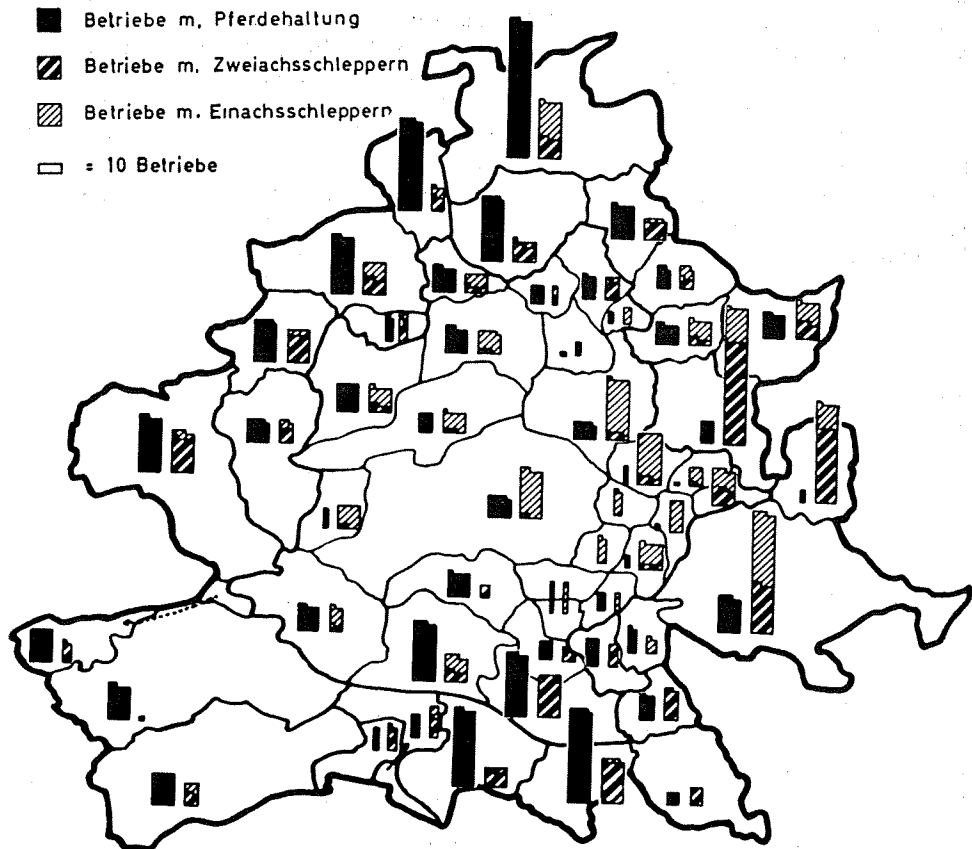 Betriebe m, Pferdehaltung
Betriebe m. Zweiachsschleppern
Betriebe m. Einachsschleppern
= 10 Betriebe